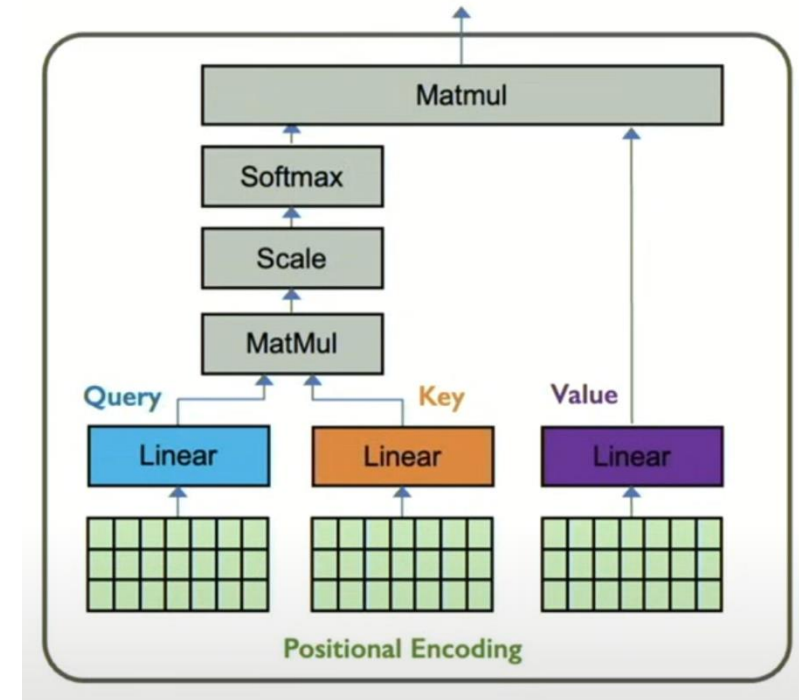 Matmul
Softmax
Scale
MatMul
Query
Key
Value
Linear
Linear
Linear
Positional Encoding